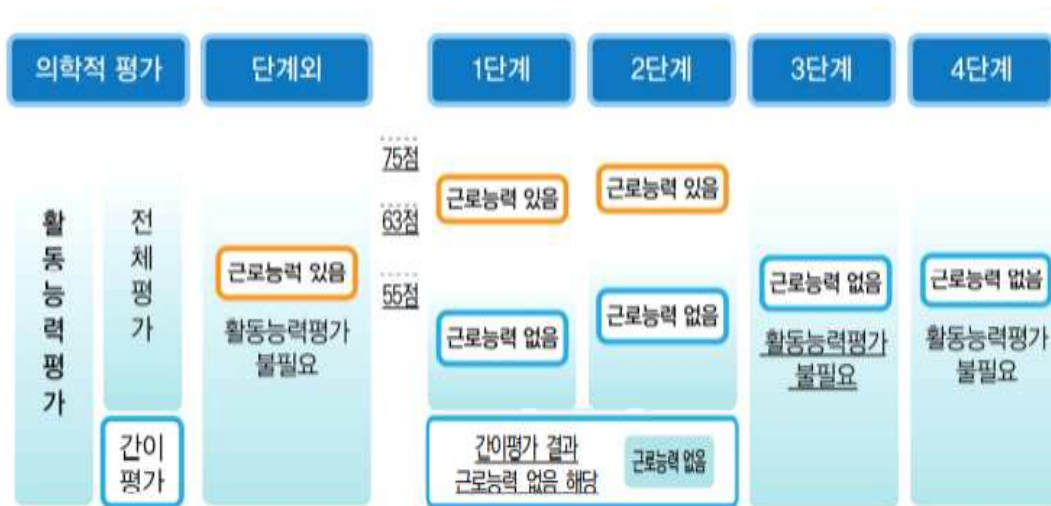 의학적 평가
단계외
1단계
2단계
3단계
4단계
활동능력평가
전체평가
간이
평가
근로능력 있음
활동능력평가
불필요
75점
63점
55점
근로능력 있음
근로능력 없음
근로능력 있음
근로능력 없음
간이평가 결과
근로능력 없음 해당
근로능력 없음
근로능력 없음
활동능력평가
불필요
근로능력 없음
활동능력평가
불필요